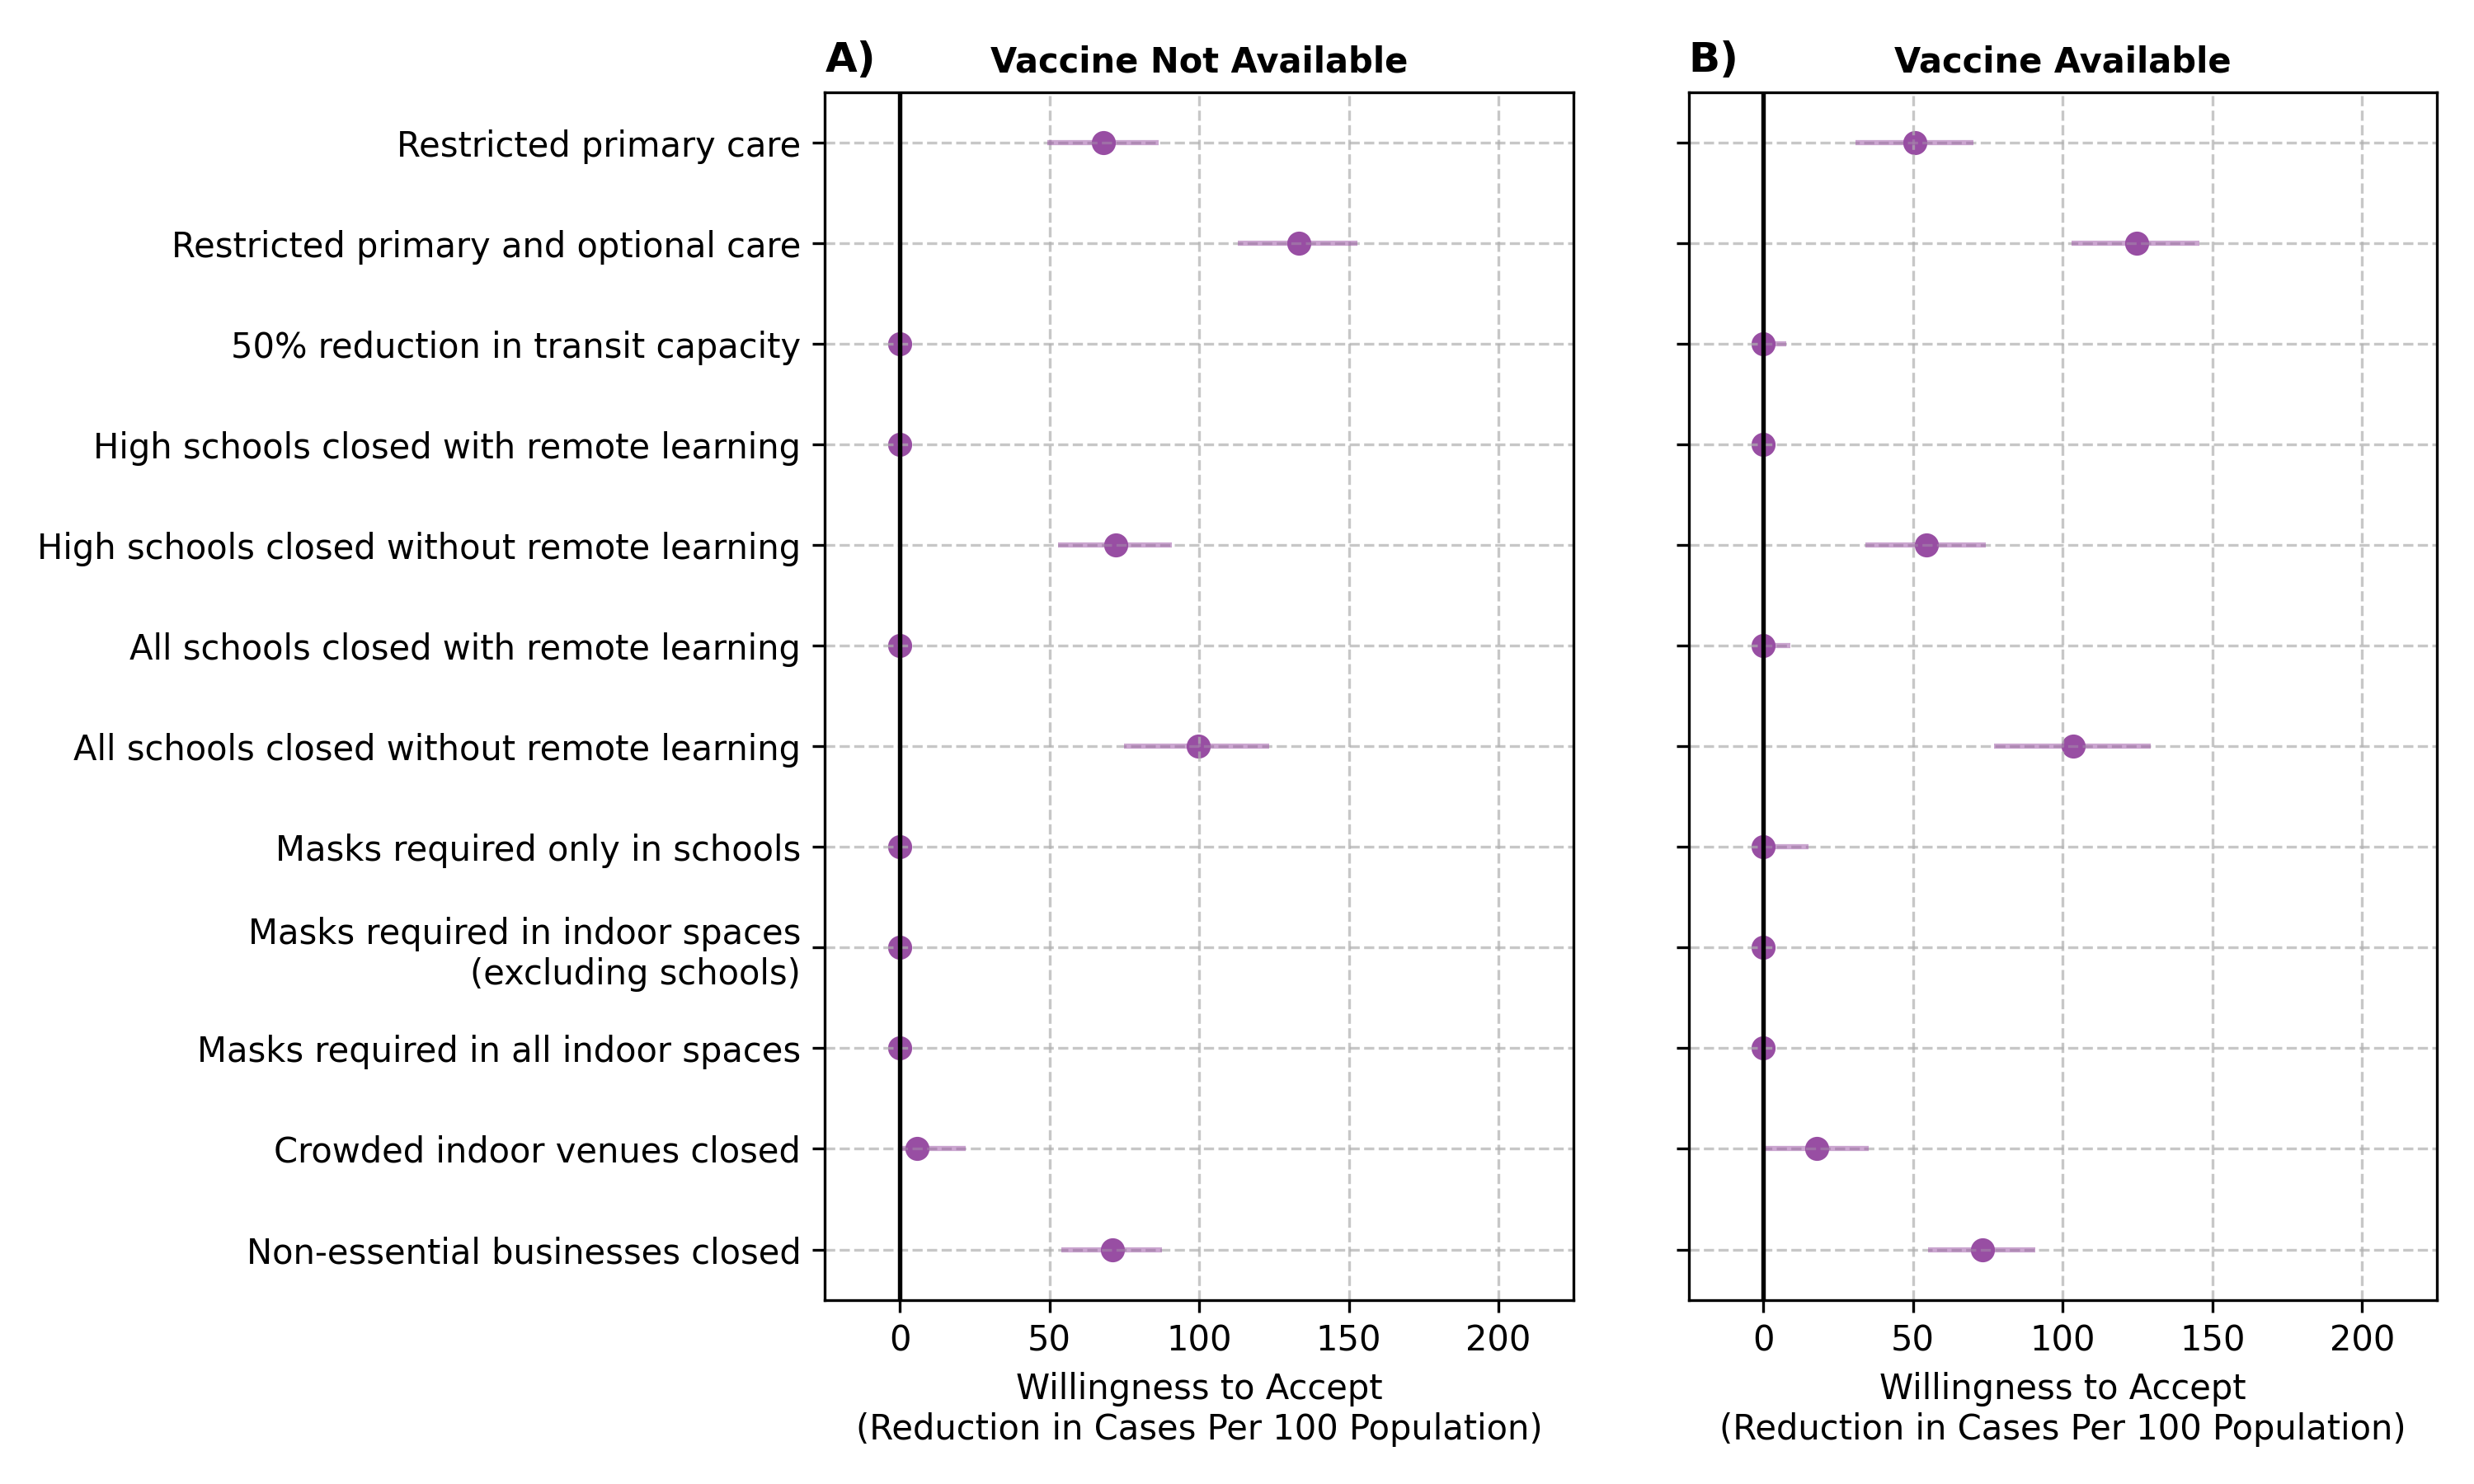 A) Vaccine Not Available
B) Vaccine Available
Restricted primary care
Restricted primary and optional care
50% reduction in transit capacity
High schools closed with remote learning
High schools closed without remote learning
All schools closed with remote learning
All schools closed without remote learning
Masks required only in schools
Masks required in indoor spaces
(excluding schools)
Masks required in all indoor spaces
Crowded indoor venues closed
Non-essential businesses closed
0 50 100 150 200
Willingness to Accept
(Reduction in Cases Per 100 Population)
0 50 100 150 200
Willingness to Accept
(Reduction in Cases Per 100 Population)